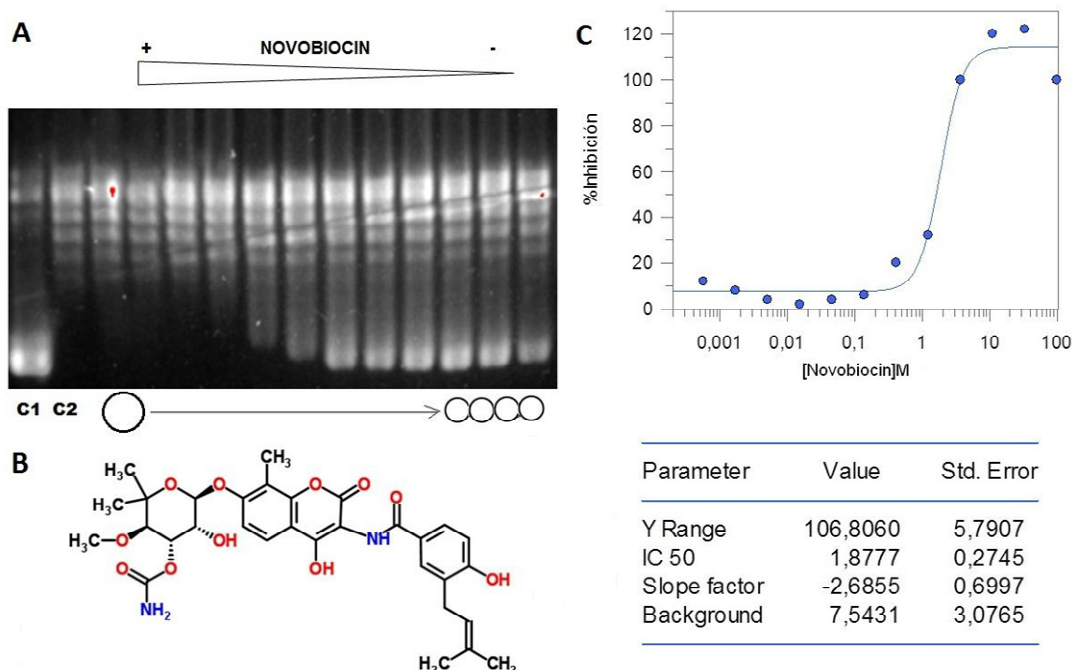 A
+ NOVOBIOCIN -
C1 C2
B
H₃C
CH₃
O O O O
H₃C
O
H₃C O OH NH
O O OH OH
NH₂
H₃C CH₃
C
%Inhibición
120
100
80
60
40
20
0
0,001 0,01 0,1 1 10 100
[Novobiocin]M
Parameter Value Std. Error
Y Range 106,8060 5,7907
IC 50 1,8777 0,2745
Slope factor -2,6855 0,6997
Background 7,5431 3,0765